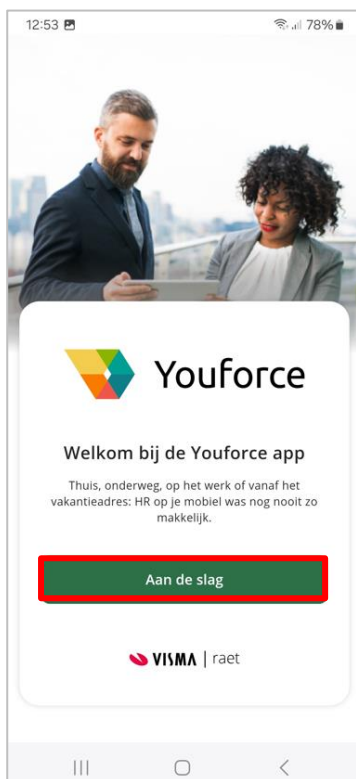 12:53 78%
Youforce
Welkom bij de Youforce app
Thuis, onderweg, op het werk of vanaf het
vakantieadres: HR op je mobiel was nog nooit zo
makkelijk.
Aan de slag
VISMA | raet